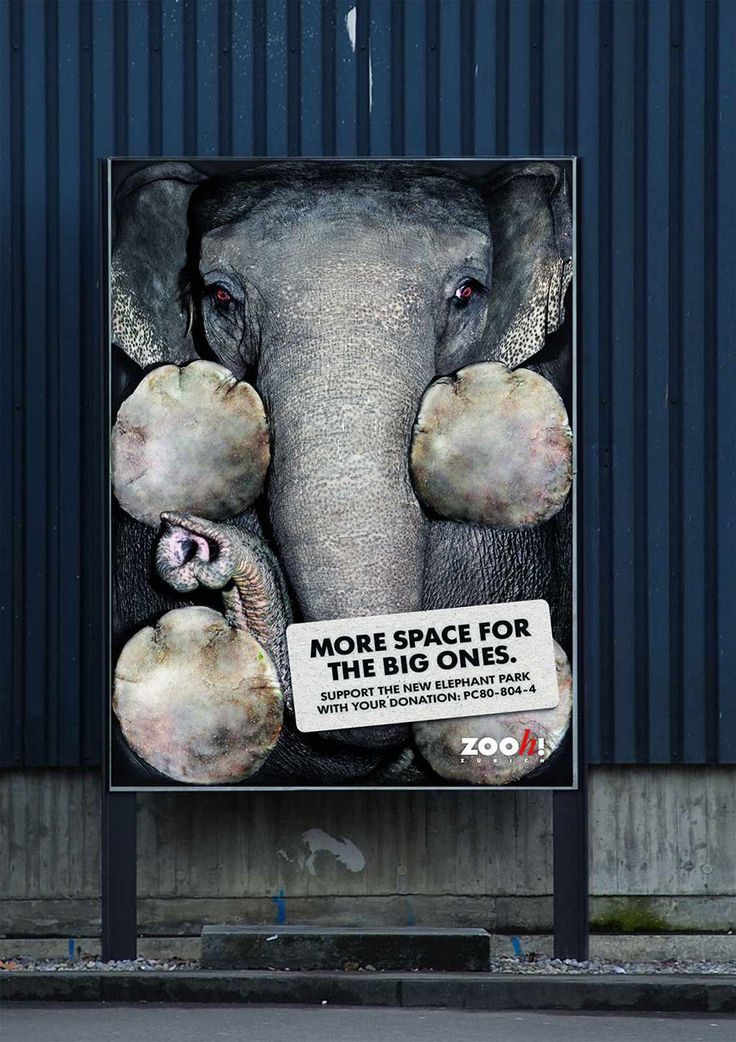 MORE SPACE FOR
THE BIG ONES.
SUPPORT THE NEW ELEPHANT PARK
WITH YOUR DONATION: PC80-804-4
ZOOh!
ZÜRICH